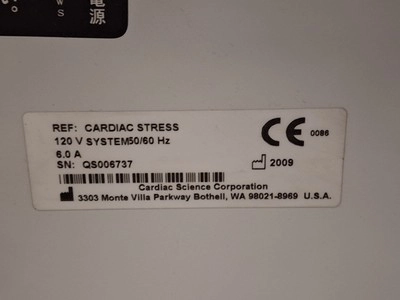 電源
REF: CARDIAC STRESS
120 V SYSTEM50/60 Hz
6.0 A
SN: QS006737
CE 0086
2009
Cardiac Science Corporation
3303 Monte Villa Parkway Bothell, WA 98021-8969 U.S.A.